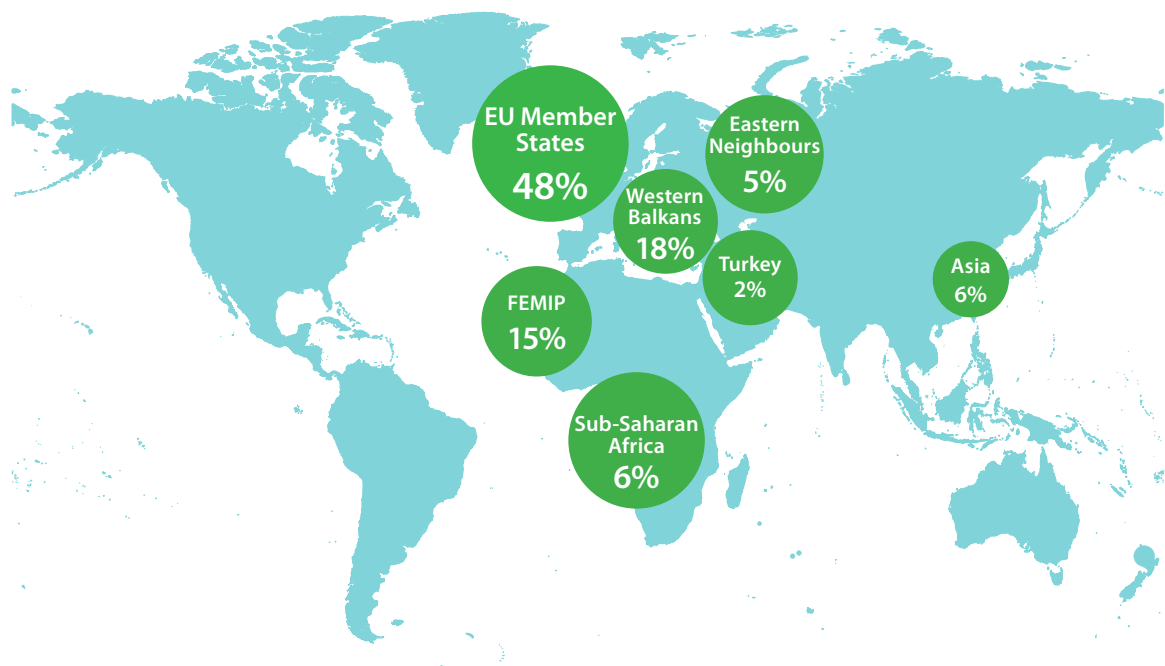 EU Member
States
48%
Eastern
Neighbours
5%
Western
Balkans
18%
Turkey
2%
Asia
6%
FEMIP
15%
Sub-Saharan
Africa
6%